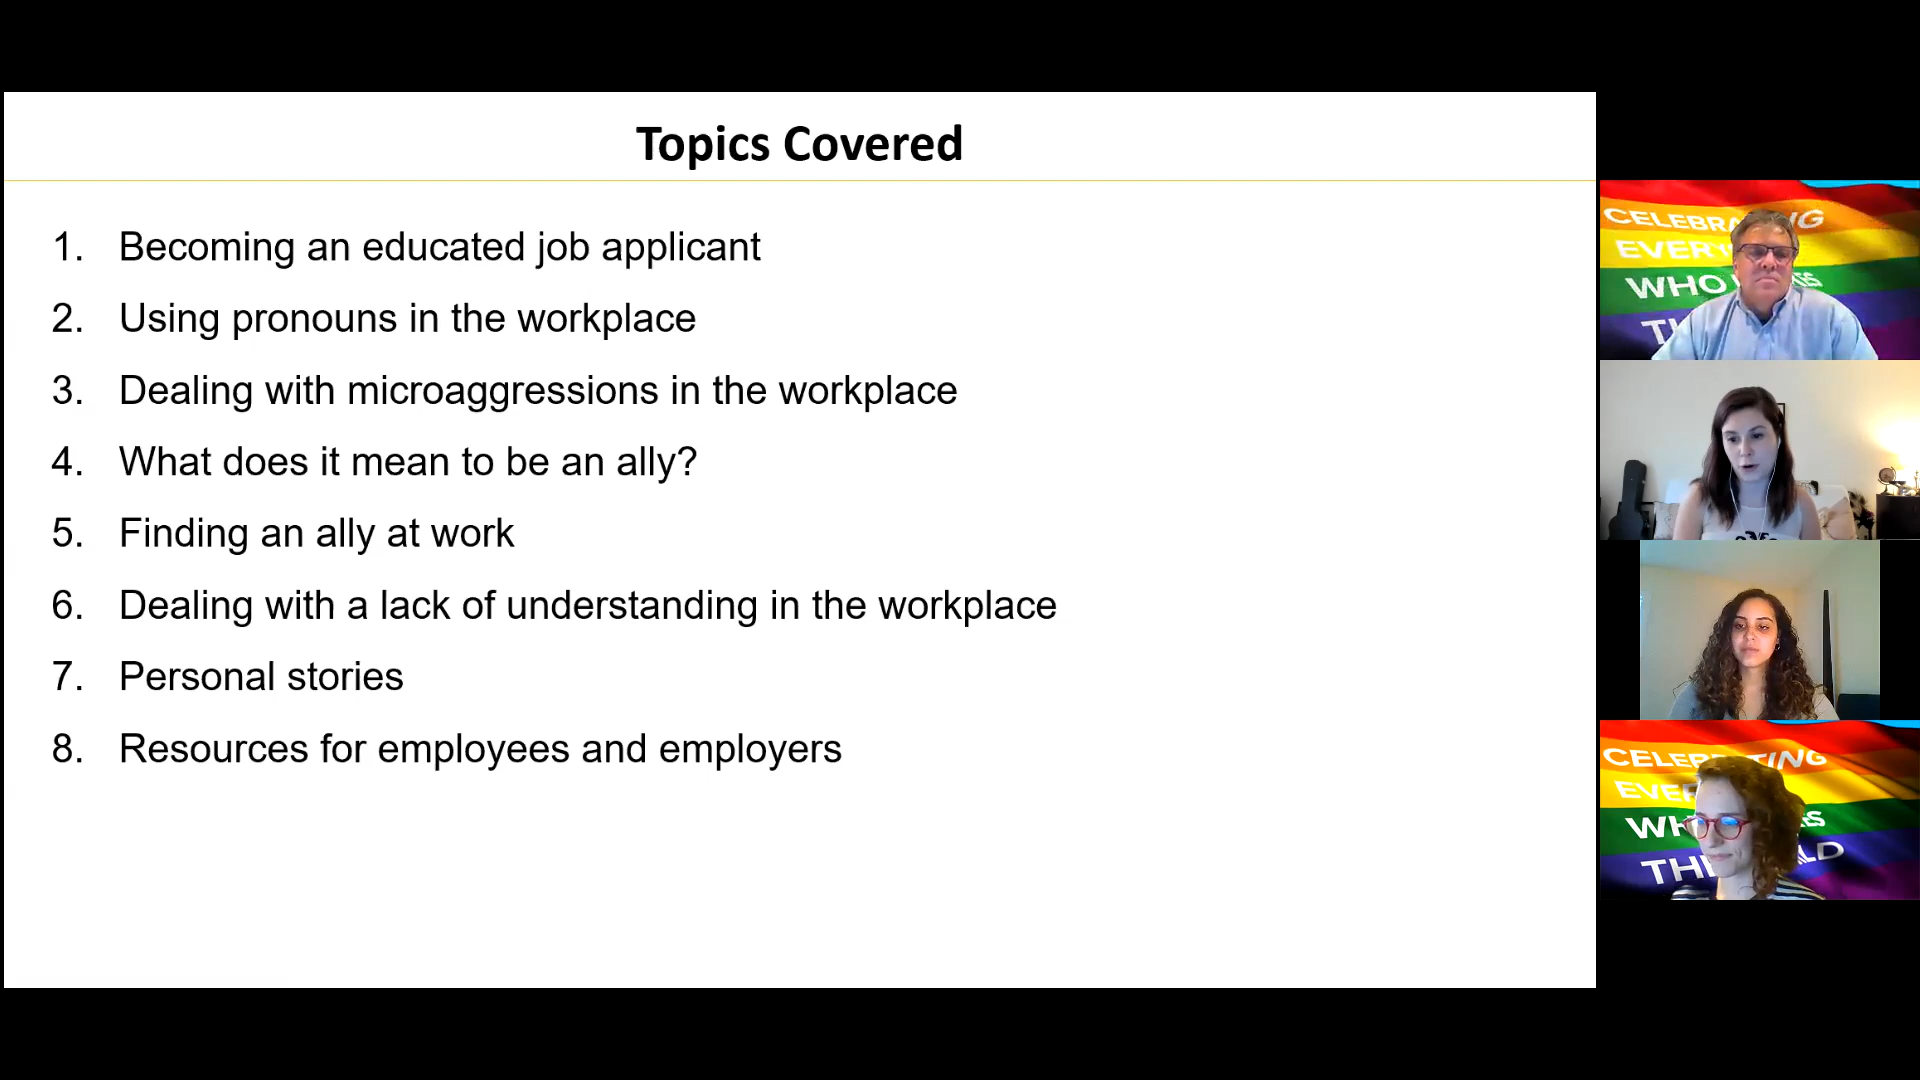 Topics Covered
1. Becoming an educated job applicant
2. Using pronouns in the workplace
3. Dealing with microaggressions in the workplace
4. What does it mean to be an ally?
5. Finding an ally at work
6. Dealing with a lack of understanding in the workplace
7. Personal stories
8. Resources for employees and employers
WHO
WH